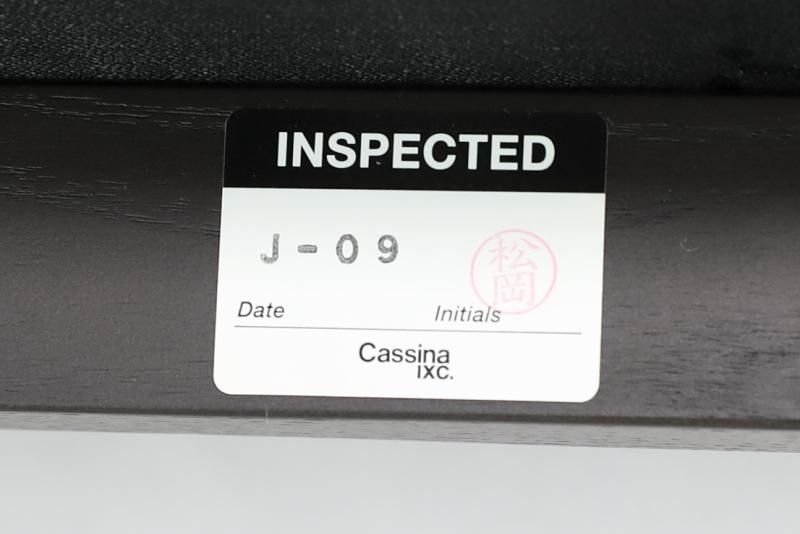 INSPECTED
J-09
松岡
Date
Initials
Cassina
IXC.